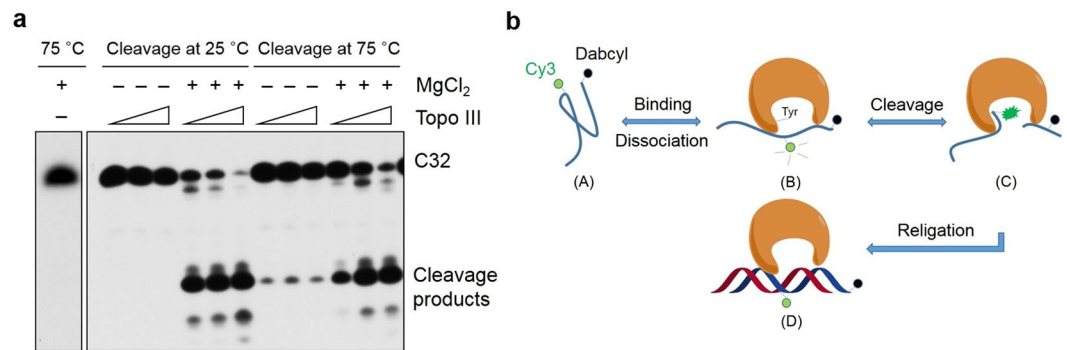 a
75 °C Cleavage at 25 °C Cleavage at 75 °C
+ − − − + + + − − − + + + MgCl2
− Topo III
C32
Cleavage
products
b
Cy3 Dabcyl
Binding
Dissociation
Tyr
Cleavage
(A) (B) (C)
Religation
(D)